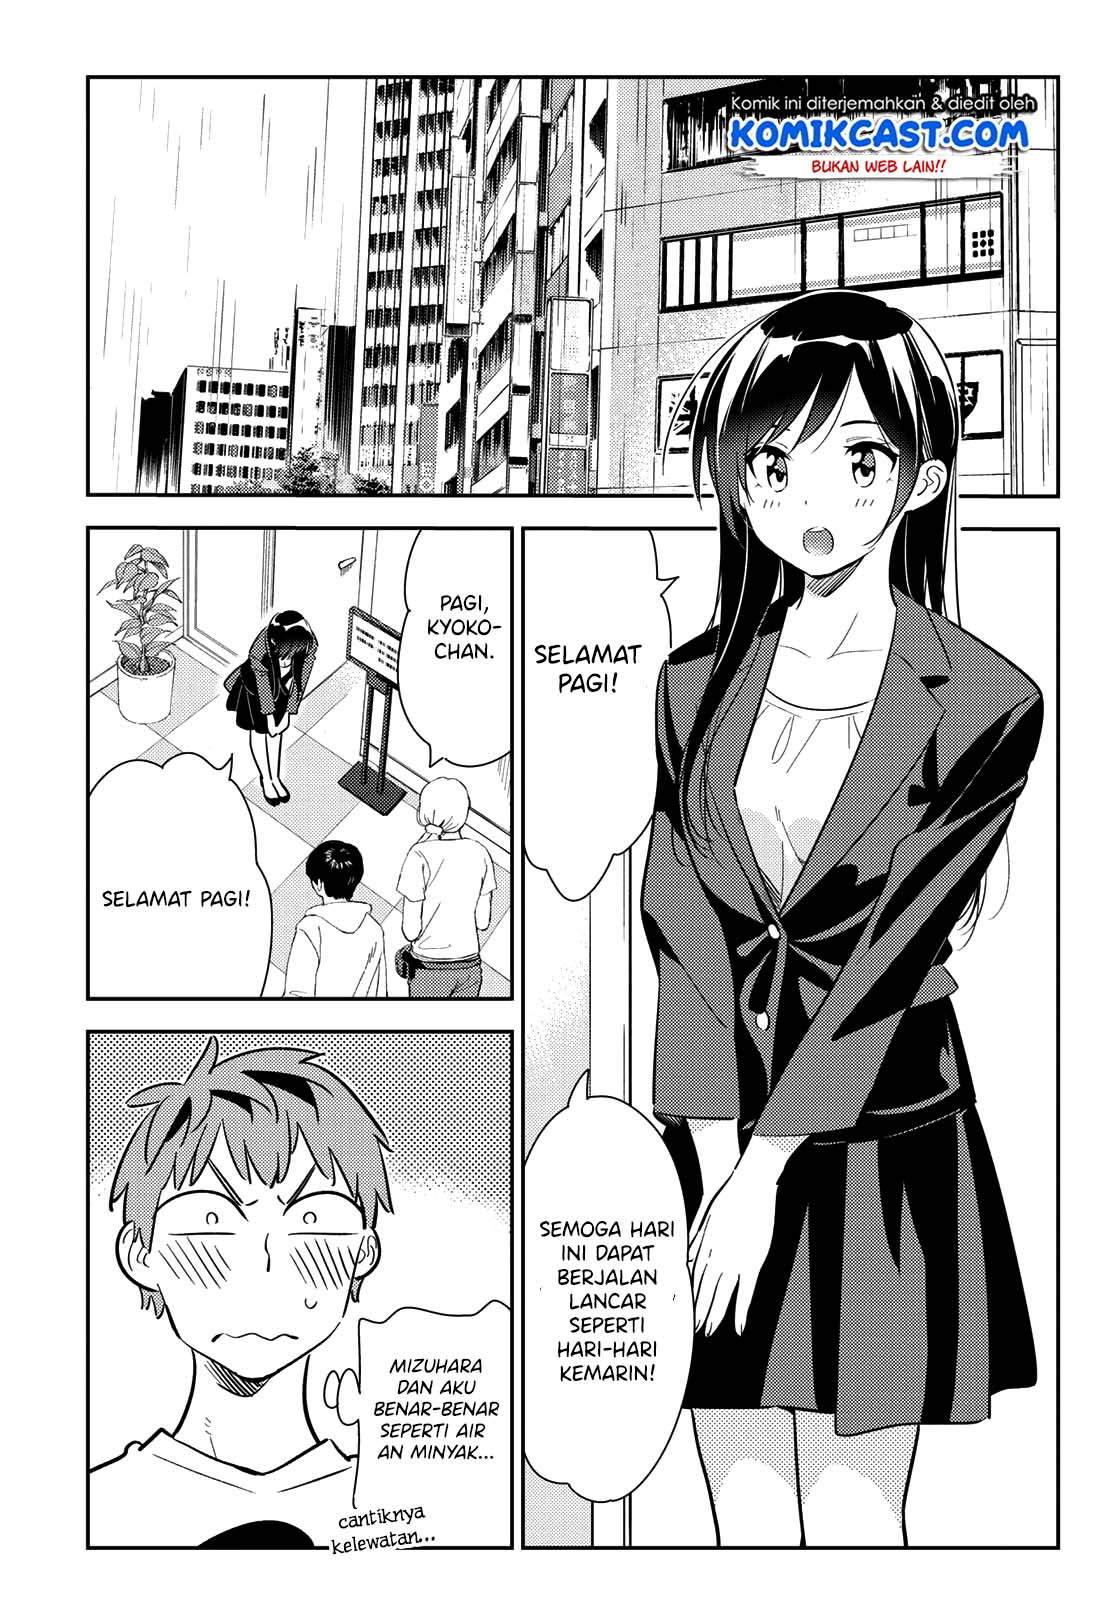 Komik ini diterjemahkan & diedit oleh
KOMIKCAST.COM
BUKAN WEB LAIN!!
SELAMAT
PAGI!
SEMOGA HARI
INI DAPAT
BERJALAN
LANCAR
SEPERTI
HARI-HARI
KEMARIN!
PAGI,
KYOKO-
CHAN.
SELAMAT PAGI!
MIZUHARA
DAN AKU
BENAR-BENAR
SEPERTI AIR
AN MINYAK...
cantiknya
kelewatan...